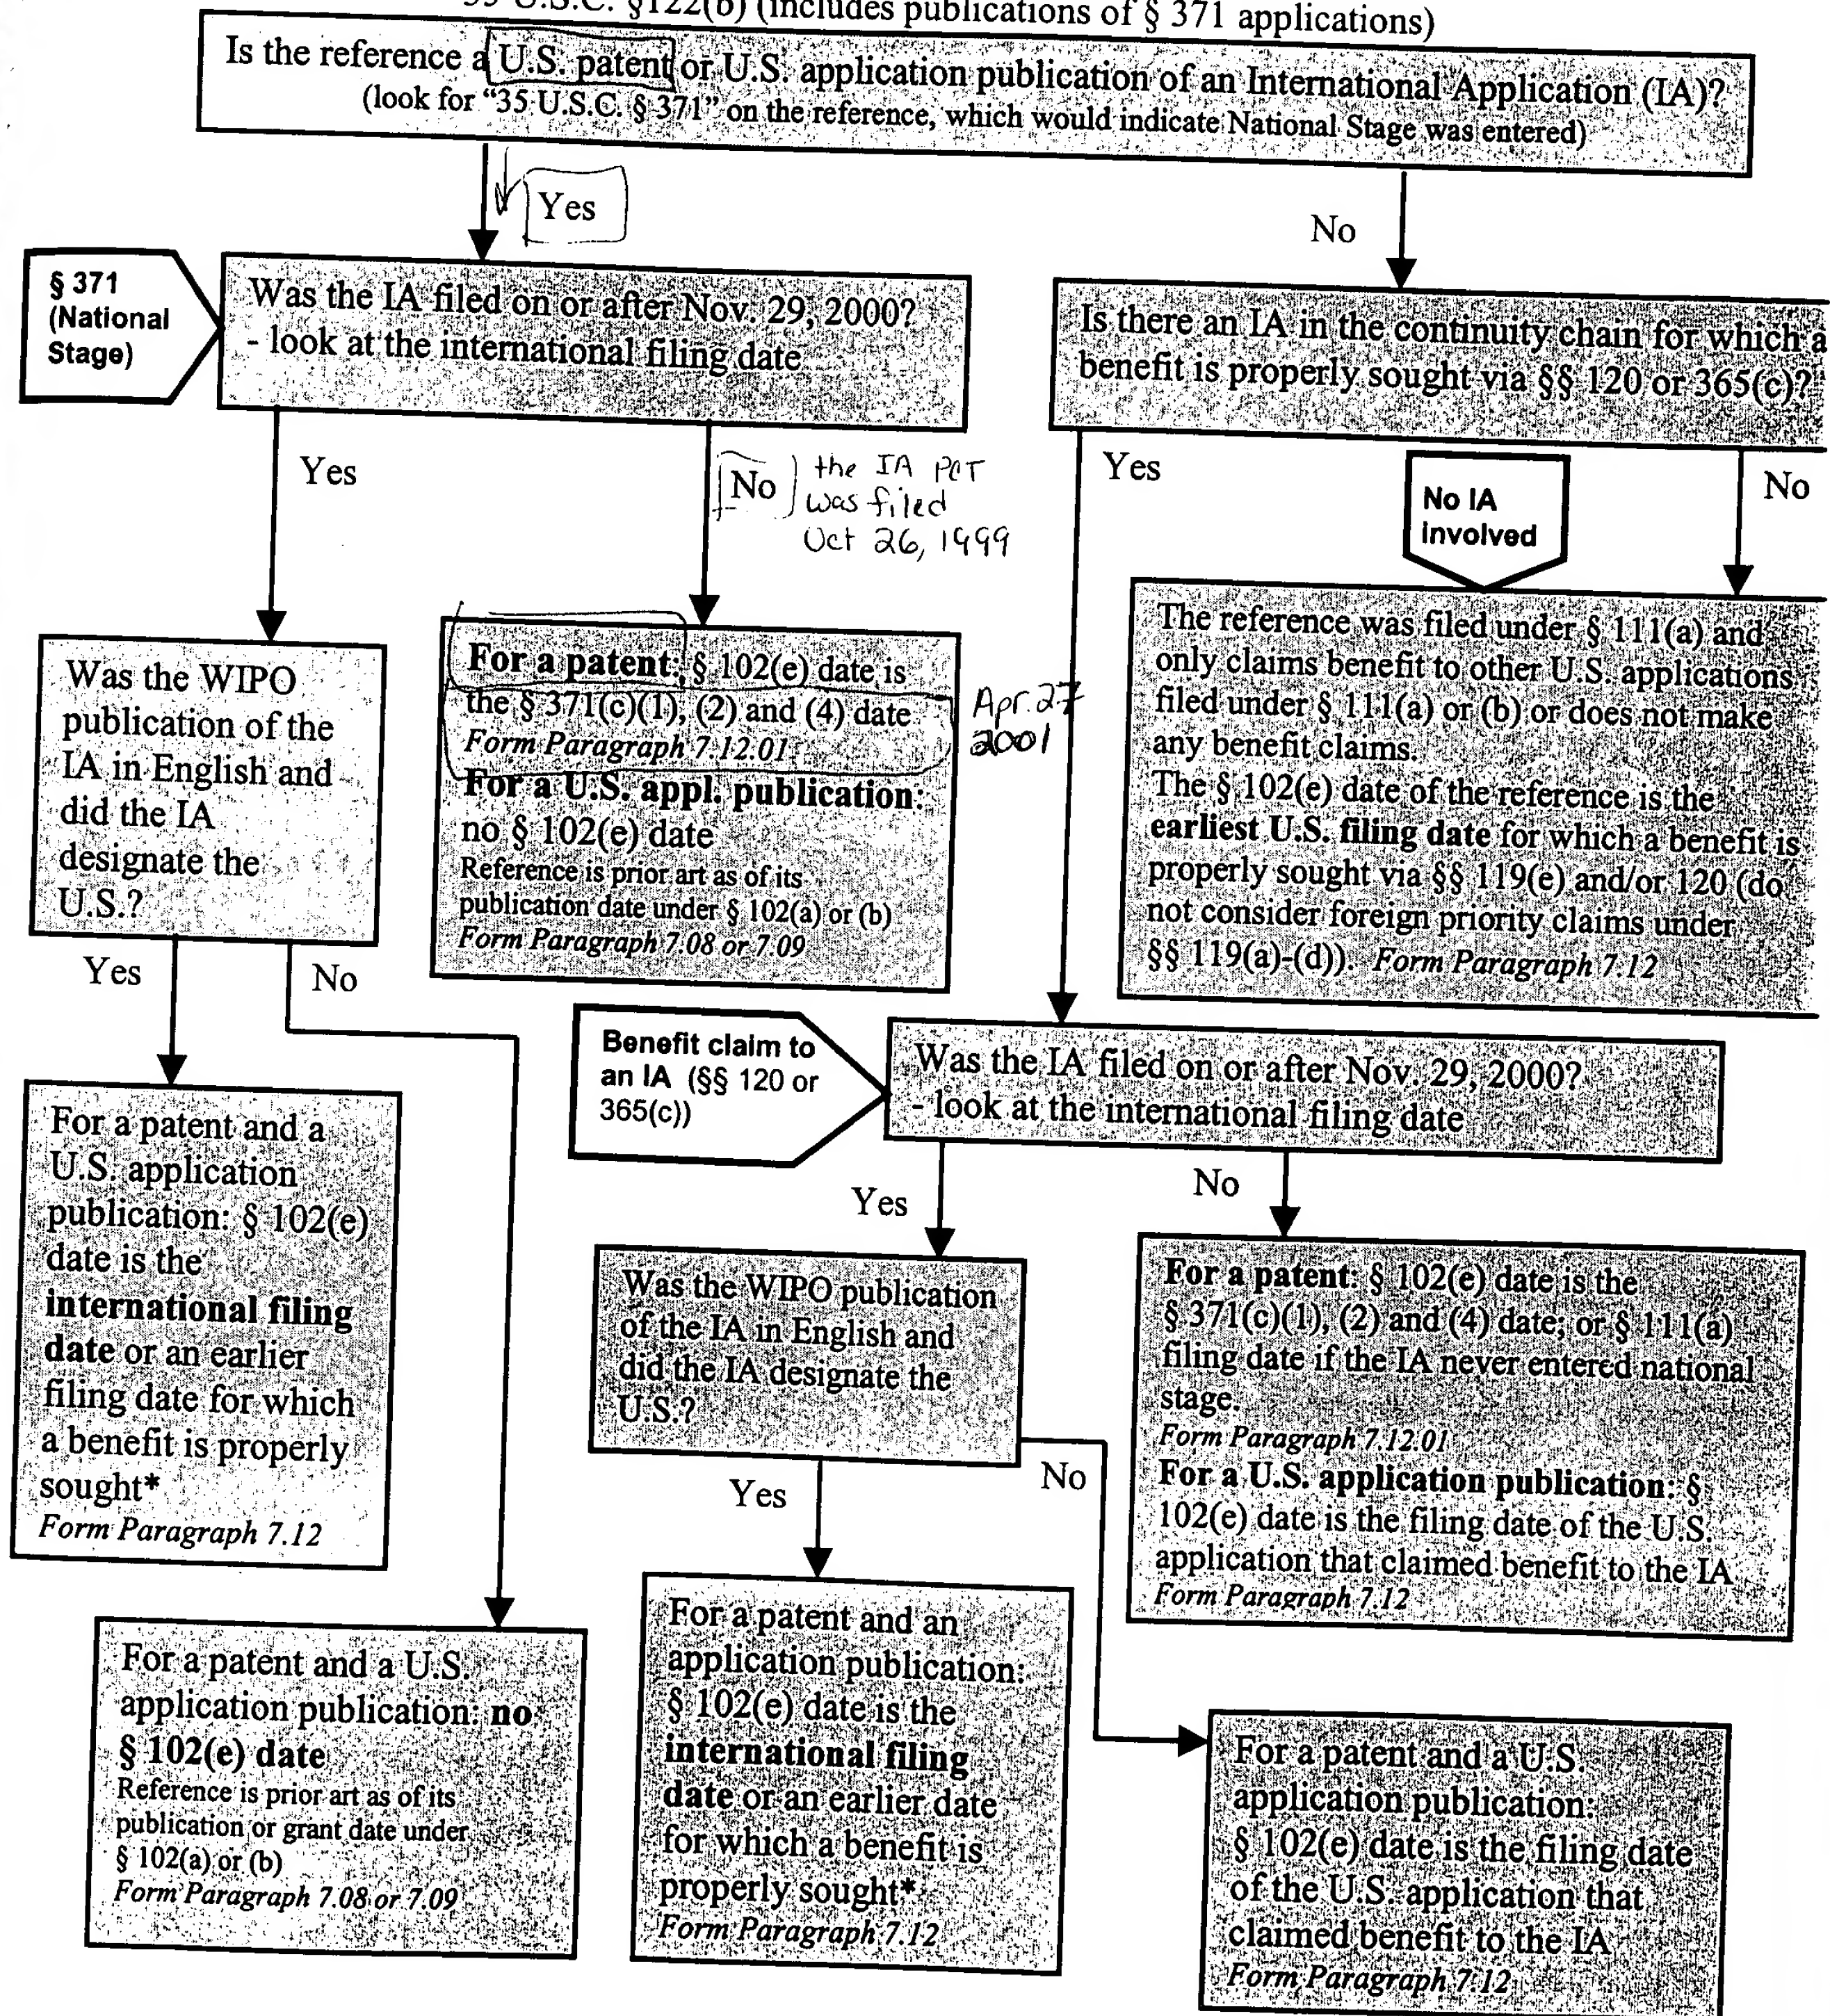 35 U.S.C. §122(b) (includes publications of § 371 applications)
Is the reference a U.S. patent or U.S. application publication of an International Application (IA)?
(look for “35 U.S.C. § 371” on the reference, which would indicate National Stage was entered)
Yes
No
§ 371
(National
Stage)
Was the IA filed on or after Nov. 29, 2000?
- look at the international filing date
Is there an IA in the continuity chain for which a
benefit is properly sought via §§ 120 or 365(c)?
Yes
No
the IA PCT
was filed
Oct 26, 1999
Yes
No IA
involved
No
Was the WIPO
publication of the
IA in English and
did the IA
designate the
U.S.?
For a patent: § 102(e) date is
the § 371(c)(1), (2) and (4) date
Form Paragraph 7.12.01
For a U.S. appl. publication:
no § 102(e) date
Reference is prior art as of its
publication date under § 102(a) or (b)
Form Paragraph 7.08 or 7.09
Apr. 27
2001
The reference was filed under § 111(a) and
only claims benefit to other U.S. applications
filed under § 111(a) or (b) or does not make
any benefit claims.
The § 102(e) date of the reference is the
earliest U.S. filing date for which a benefit is
properly sought via §§ 119(e) and/or 120 (do
not consider foreign priority claims under
§§ 119(a)-(d)). Form Paragraph 7.12
Yes
No
Benefit claim to
an IA (§§ 120 or
365(c))
Was the IA filed on or after Nov. 29, 2000?
- look at the international filing date
For a patent and a
U.S. application
publication: § 102(e)
date is the
international filing
date or an earlier
filing date for which
a benefit is properly
sought*
Form Paragraph 7.12
Yes
No
Was the WIPO publication
of the IA in English and
did the IA designate the
U.S.?
For a patent: § 102(e) date is the
§ 371(c)(1), (2) and (4) date; or § 111(a)
filing date if the IA never entered national
stage.
Form Paragraph 7.12.01
For a U.S. application publication: §
102(e) date is the filing date of the U.S.
application that claimed benefit to the IA
Form Paragraph 7.12
Yes
No
For a patent and a U.S.
application publication: no
§ 102(e) date
Reference is prior art as of its
publication or grant date under
§ 102(a) or (b)
Form Paragraph 7.08 or 7.09
For a patent and an
application publication:
§ 102(e) date is the
international filing
date or an earlier date
for which a benefit is
properly sought*
Form Paragraph 7.12
For a patent and a U.S.
application publication:
§ 102(e) date is the filing date
of the U.S. application that
claimed benefit to the IA
Form Paragraph 7.12